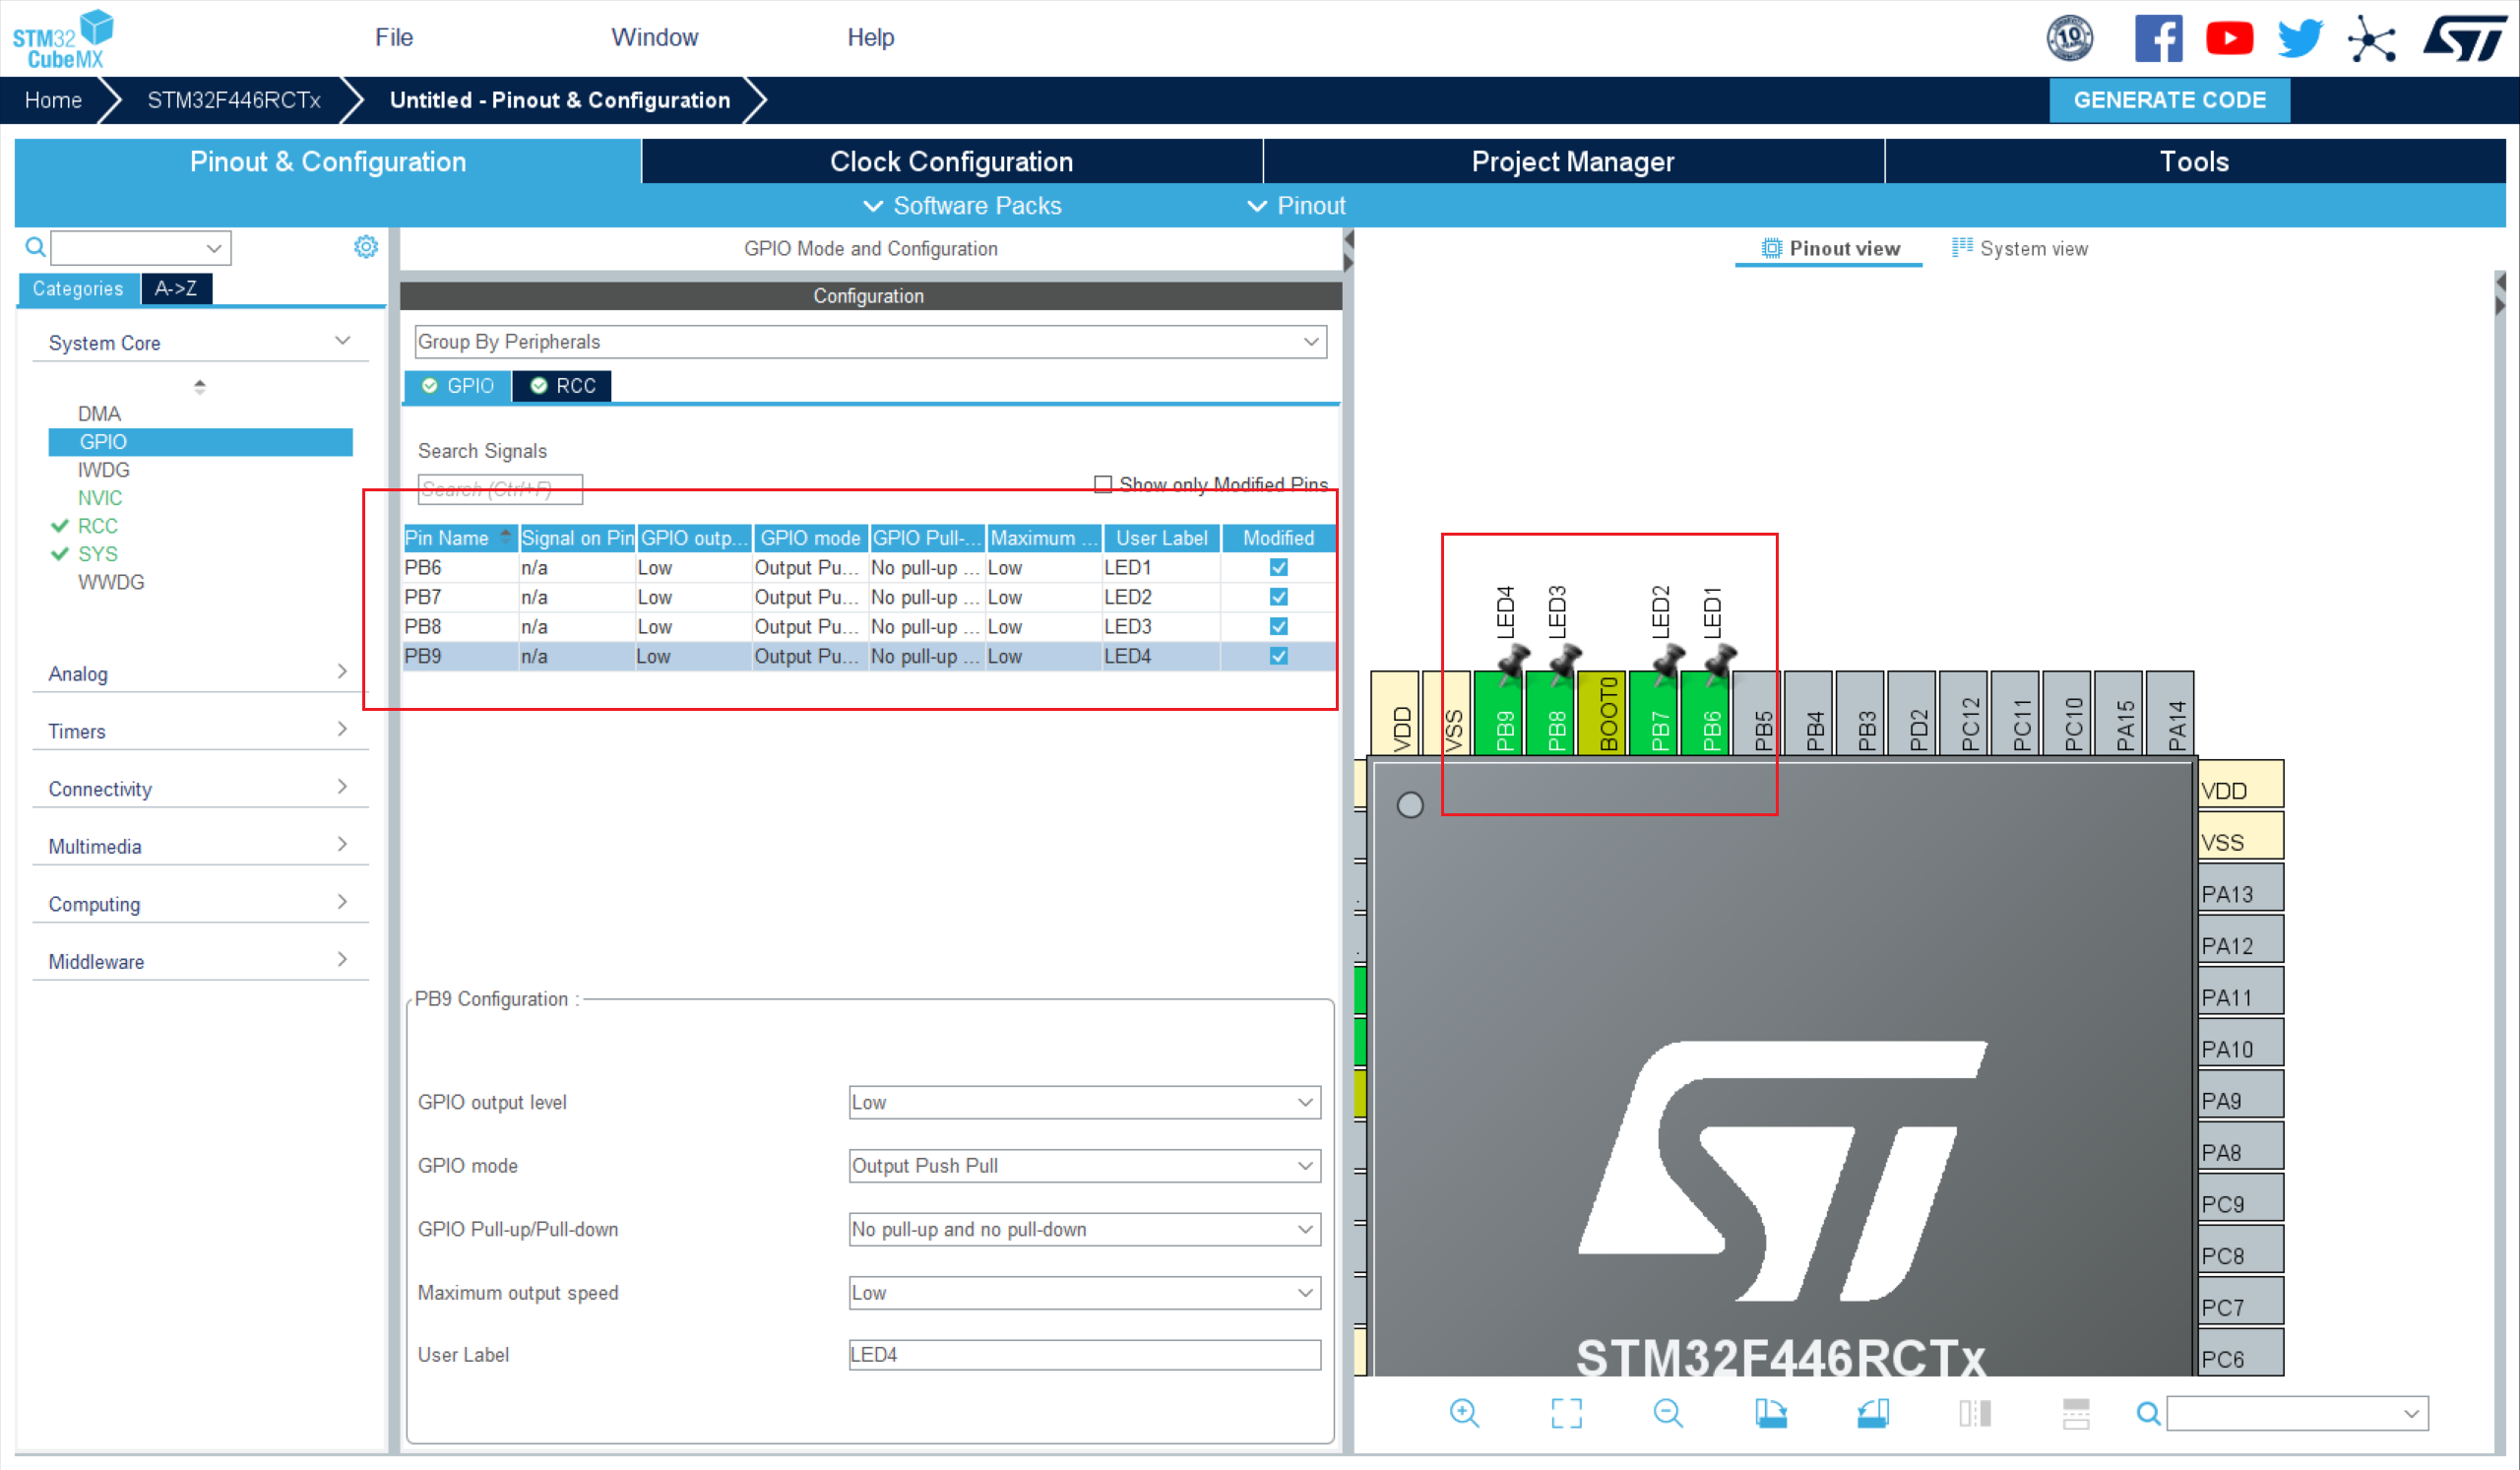 STM32
CubeMX
File
Window
Help
10
ST
Home
STM32F446RCTx
Untitled - Pinout & Configuration
GENERATE CODE
Pinout & Configuration
Clock Configuration
Project Manager
Tools
Software Packs
Pinout
GPIO Mode and Configuration
Pinout view
System view
Categories
A->Z
Configuration
System Core
Group By Peripherals
GPIO
RCC
DMA
GPIO
IWDG
NVIC
RCC
SYS
WWDG
Search Signals
Search (Ctrl+F)
Show only Modified Pins
Pin Name Signal on Pin GPIO outp... GPIO mode GPIO Pull-... Maximum ... User Label Modified
PB6 n/a Low Output Pu... No pull-up ... Low LED1
PB7 n/a Low Output Pu... No pull-up ... Low LED2
PB8 n/a Low Output Pu... No pull-up ... Low LED3
PB9 n/a Low Output Pu... No pull-up ... Low LED4
Analog
Timers
Connectivity
Multimedia
Computing
Middleware
PB9 Configuration :
GPIO output level
Low
GPIO mode
Output Push Pull
GPIO Pull-up/Pull-down
No pull-up and no pull-down
Maximum output speed
Low
User Label
LED4
LED4
LED3
LED2
LED1
VDD
VSS
PB9
PB8
BOOT0
PB7
PB6
PB5
PB4
PB3
PD2
PC12
PC11
PC10
PA15
PA14
VDD
VSS
PA13
PA12
PA11
PA10
PA9
PA8
PC9
PC8
PC7
PC6
ST
STM32F446RCTx